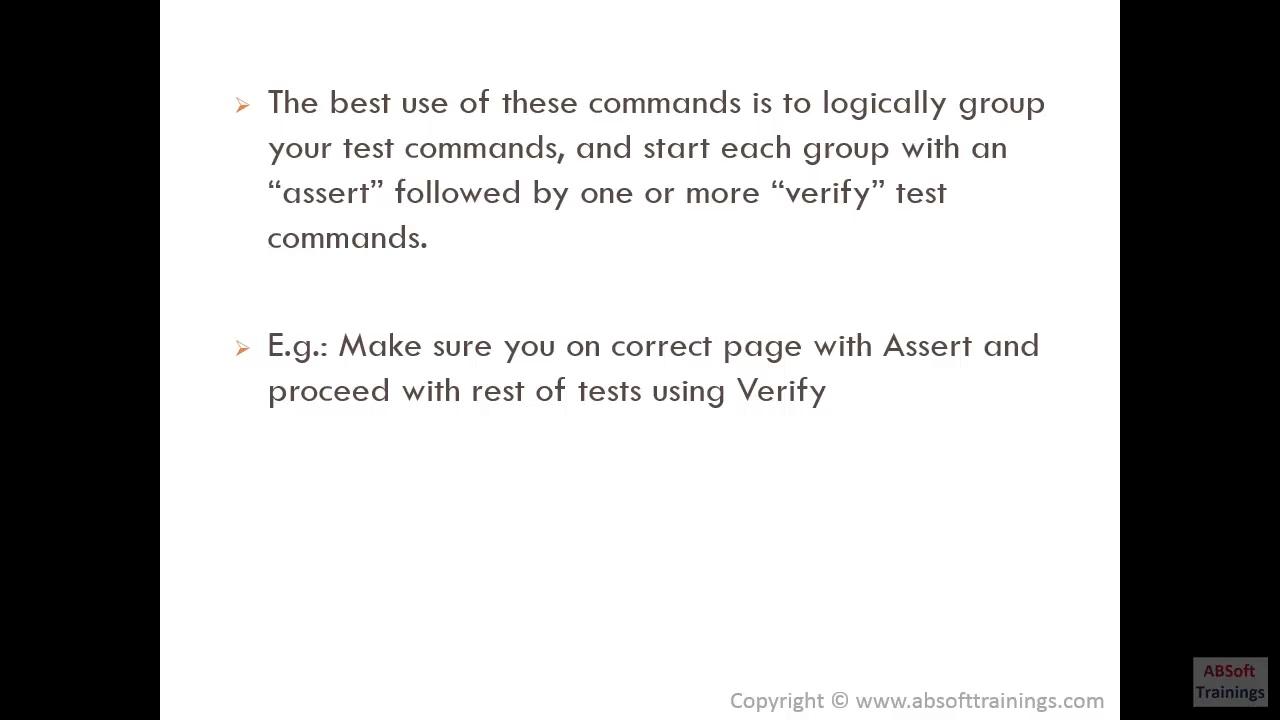 The best use of these commands is to logically group
your test commands, and start each group with an
“assert” followed by one or more “verify” test
commands.
E.g.: Make sure you on correct page with Assert and
proceed with rest of tests using Verify
ABSoft
Trainings
Copyright © www.absofttrainings.com